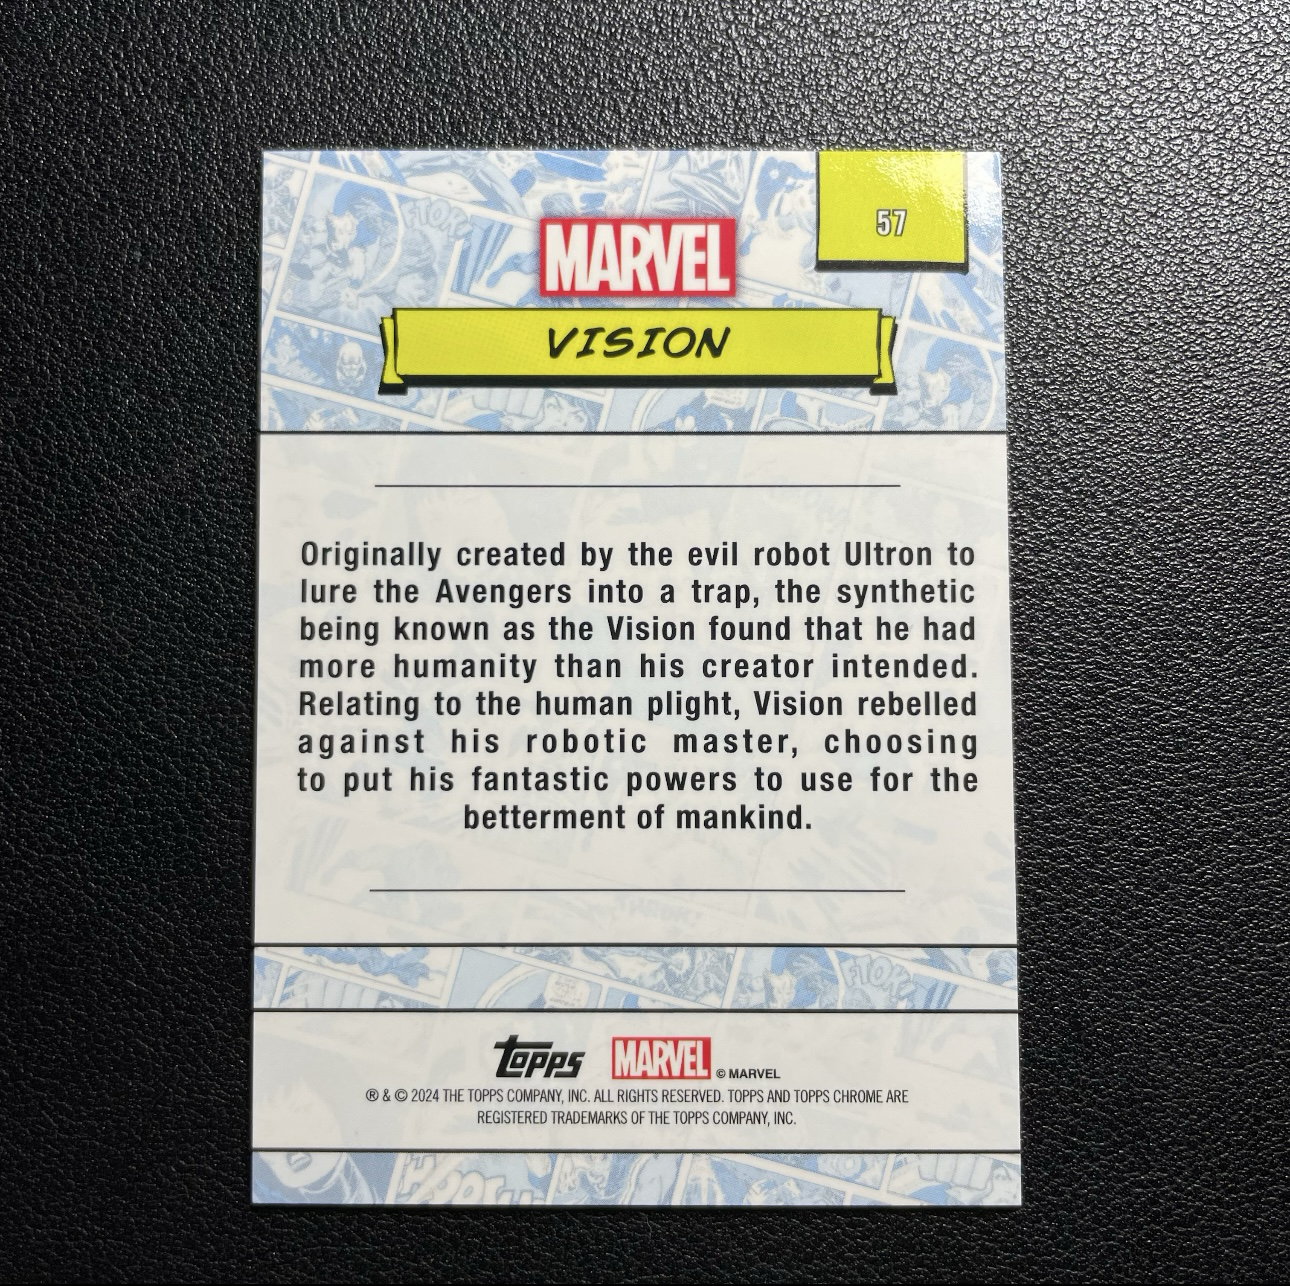 57
MARVEL
VISION
Originally created by the evil robot Ultron to
lure the Avengers into a trap, the synthetic
being known as the Vision found that he had
more humanity than his creator intended.
Relating to the human plight, Vision rebelled
against his robotic master, choosing
to put his fantastic powers to use for the
betterment of mankind.
FTOK
topps MARVEL © MARVEL
® & © 2024 THE TOPPS COMPANY, INC. ALL RIGHTS RESERVED. TOPPS AND TOPPS CHROME ARE
REGISTERED TRADEMARKS OF THE TOPPS COMPANY, INC.